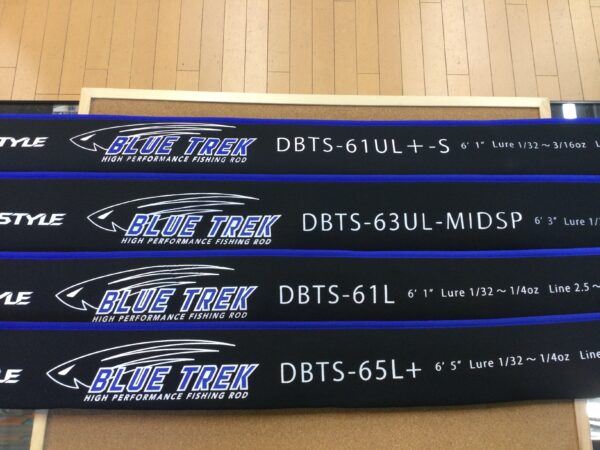 STYLE BLUE TREK DBTS-61UL+-S 6' 1" Lure 1/32～3/16oz Line
HIGH PERFORMANCE FISHING ROD
STYLE BLUE TREK DBTS-63UL-MIDSP 6' 3" Lure
HIGH PERFORMANCE FISHING ROD
STYLE BLUE TREK DBTS-61L 6' 1" Lure 1/32～1/4oz Line 2.5～
HIGH PERFORMANCE FISHING ROD
STYLE BLUE TREK DBTS-65L+ 6' 5" Lure 1/32～1/4oz Line
HIGH PERFORMANCE FISHING ROD